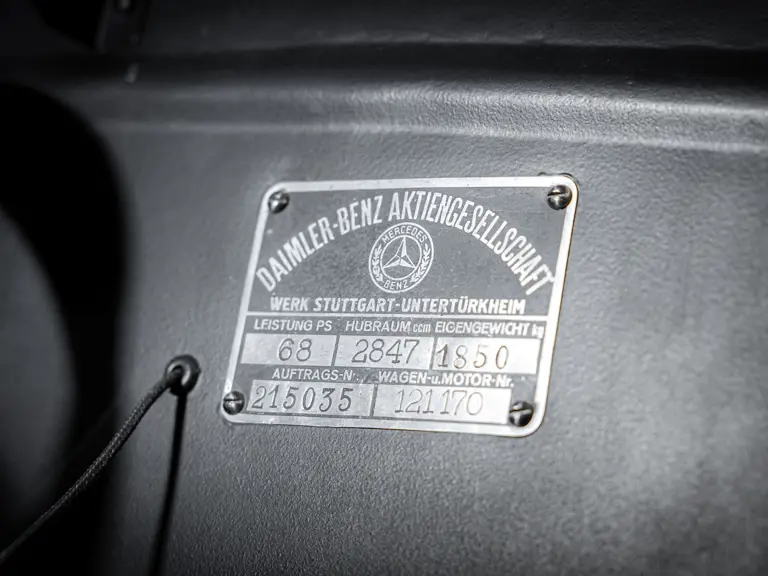 DAIMLER-BENZ AKTIENGESELLSCHAFT
MERCEDES
BENZ
WERK STUTTGART-UNTERTÜRKHEIM
LEISTUNG PS HUBRAUM ccm EIGENGEWICHT kg
68 2847 1850
AUFTRAGS-Nr. WAGEN-u.MOTOR-Nr.
215035 121170